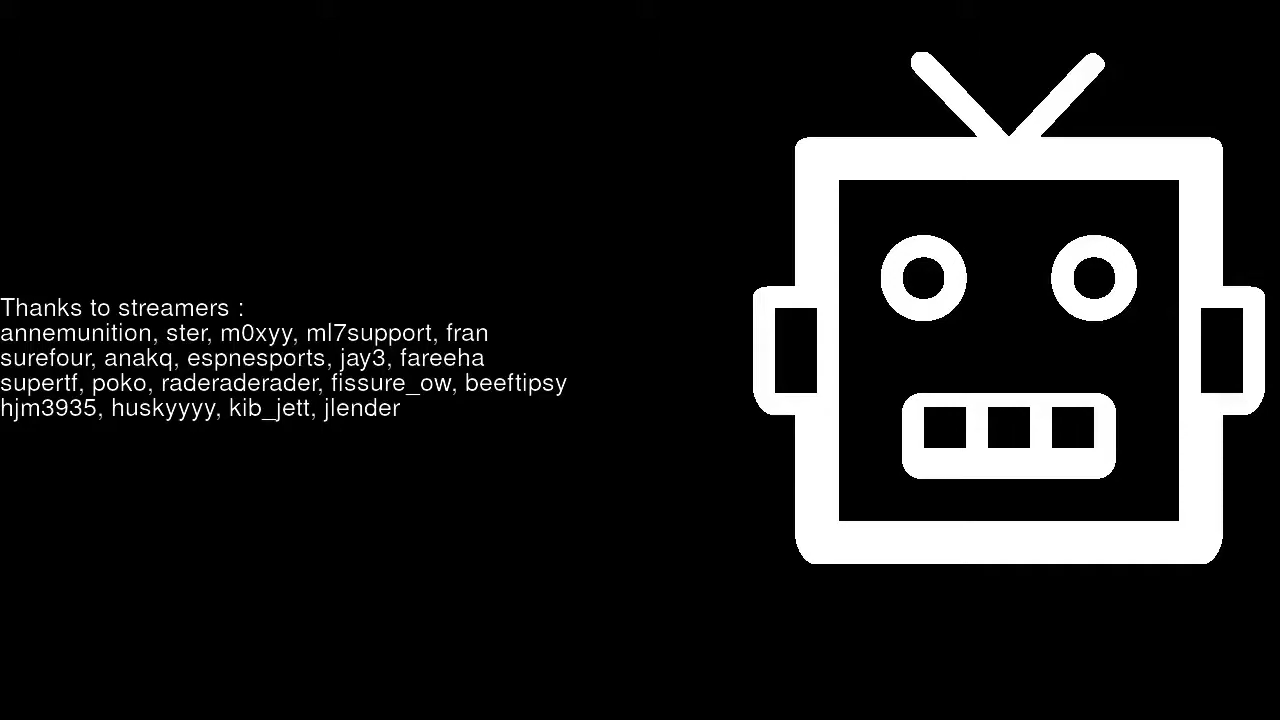 Thanks to streamers :
annemunition, ster, m0xyy, ml7support, fran
surefour, anakq, espnesports, jay3, fareeha
supertf, poko, raderaderader, fissure_ow, beeftipsy
hjm3935, huskyyyy, kib_jett, jlender